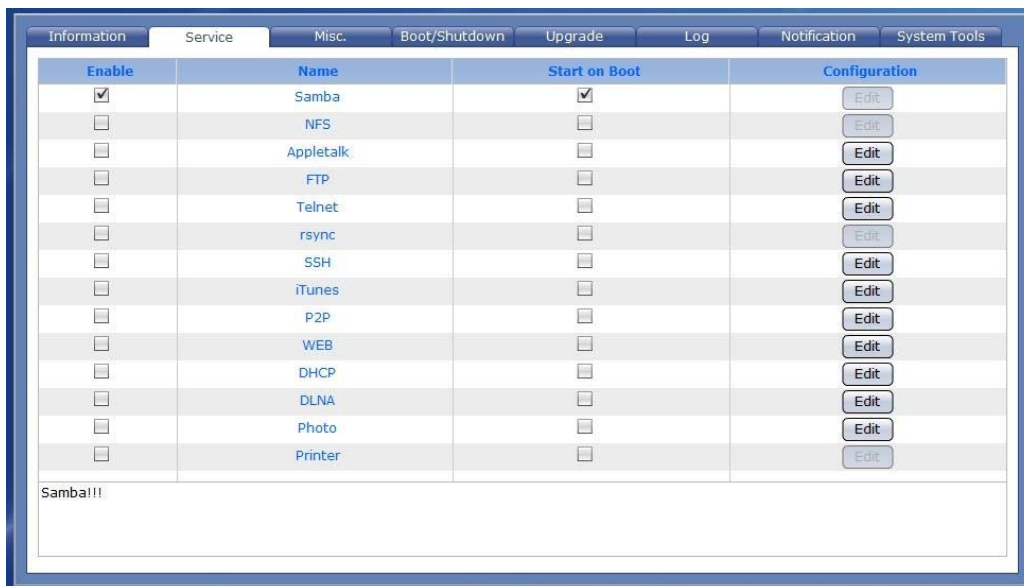 Information Service Misc. Boot/Shutdown Upgrade Log Notification System Tools
Enable Name Start on Boot Configuration
Samba Edit
NFS Edit
Appletalk Edit
FTP Edit
Telnet Edit
rsync Edit
SSH Edit
iTunes Edit
P2P Edit
WEB Edit
DHCP Edit
DLNA Edit
Photo Edit
Printer Edit
Samba!!!